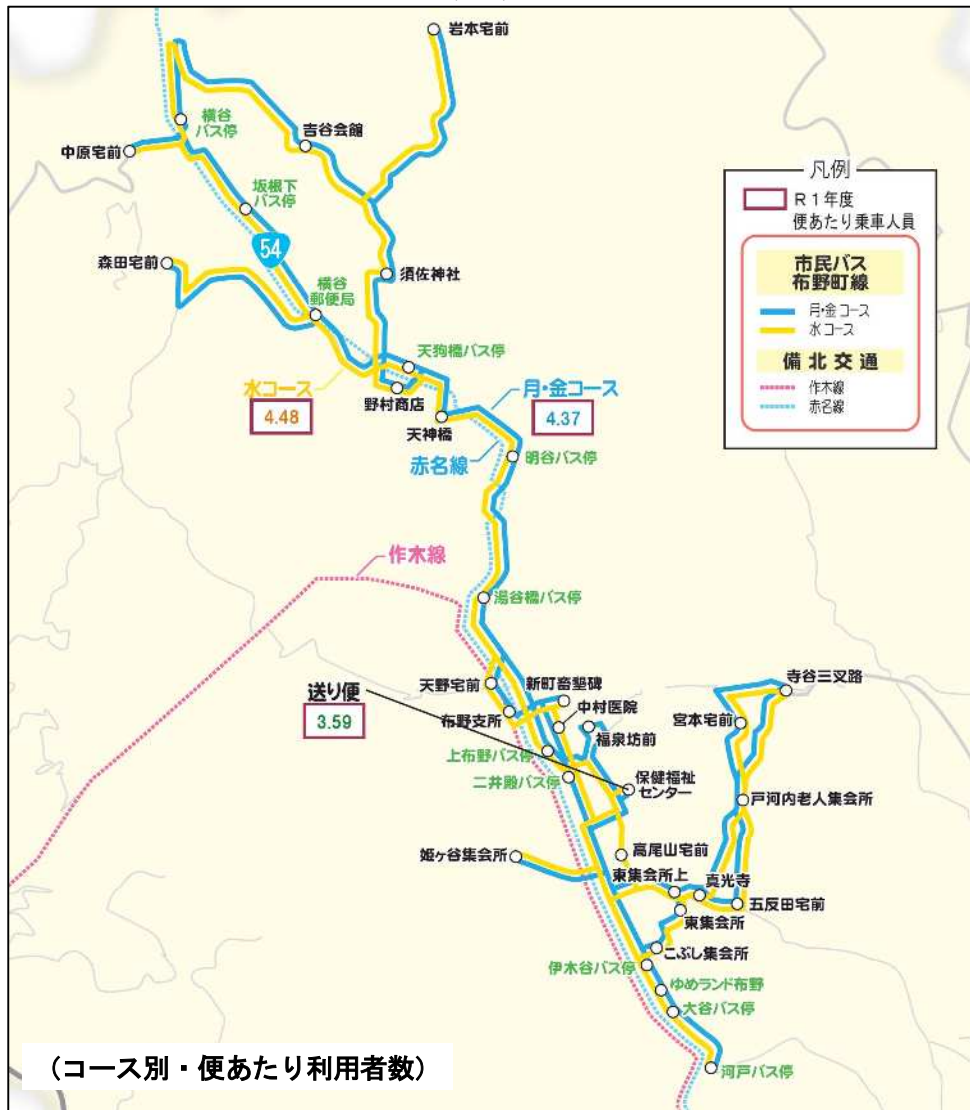 岩本宅前
横谷
バス停
中原宅前
吉谷会館
坂根下
バス停
54
森田宅前
須佐神社
横谷
郵便局
天狗橋バス停
水コース
4.48
野村商店
天神橋
月・金コース
4.37
赤名線
明谷バス停
凡例
R1年度
便あたり乗車人員
市民バス
布野町線
月・金コース
水コース
備北交通
作木線
赤名線
作木線
湯谷橋バス停
送り便
3.59
天野宅前
新町畜墾碑
布野支所
中村医院
福泉坊前
上布野バス停
二井殿バス停
保健福祉
センター
寺谷三叉路
宮本宅前
戸河内老人集会所
姫ヶ谷集会所
高尾山宅前
東集会所上
真光寺
五反田宅前
東集会所
こぶし集会所
伊木谷バス停
ゆめランド布野
大谷バス停
河戸バス停
(コース別・便あたり利用者数)